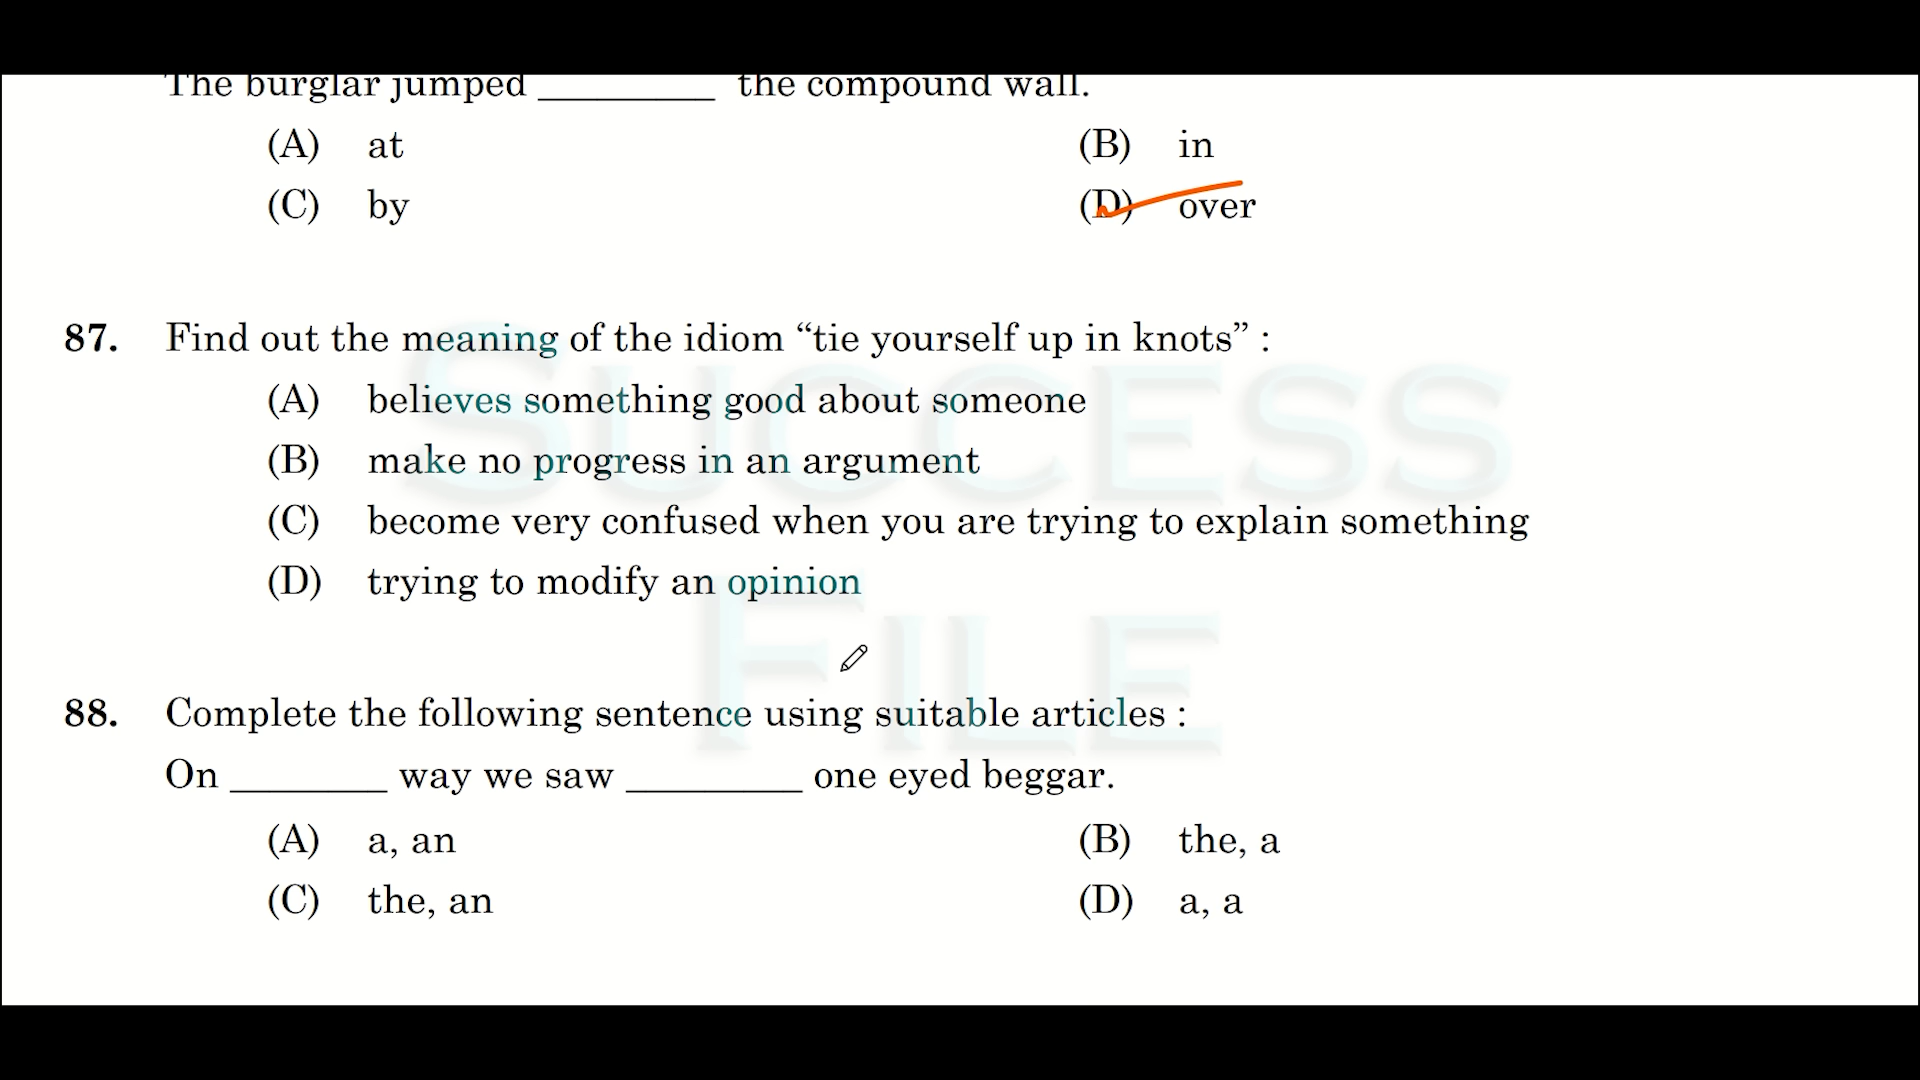 The burglar jumped _________ the compound wall.
(A) at (B) in
(C) by (D) over
87. Find out the meaning of the idiom “tie yourself up in knots” :
(A) believes something good about someone
(B) make no progress in an argument
(C) become very confused when you are trying to explain something
(D) trying to modify an opinion
88. Complete the following sentence using suitable articles :
On ________ way we saw _________ one eyed beggar.
(A) a, an (B) the, a
(C) the, an (D) a, a
SUCCESS
FILE